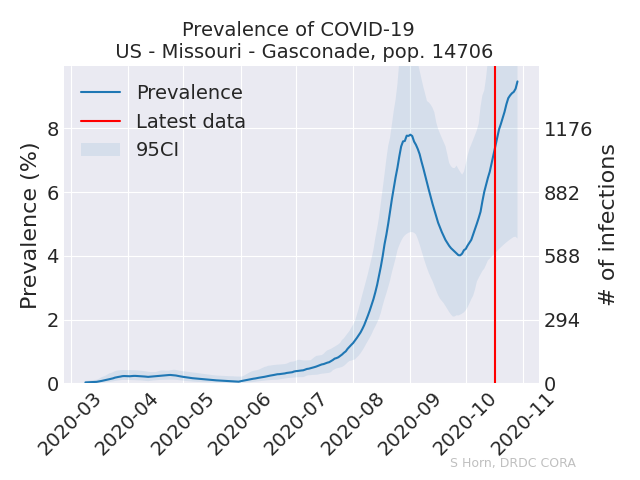 Prevalence of COVID-19
US - Missouri - Gasconade, pop. 14706
Prevalence
Latest data
95CI
Prevalence (%)
8
6
4
2
0
1176
882
588
294
0
# of infections
2020-03
2020-04
2020-05
2020-06
2020-07
2020-08
2020-09
2020-10
2020-11
S Horn, DRDC CORA